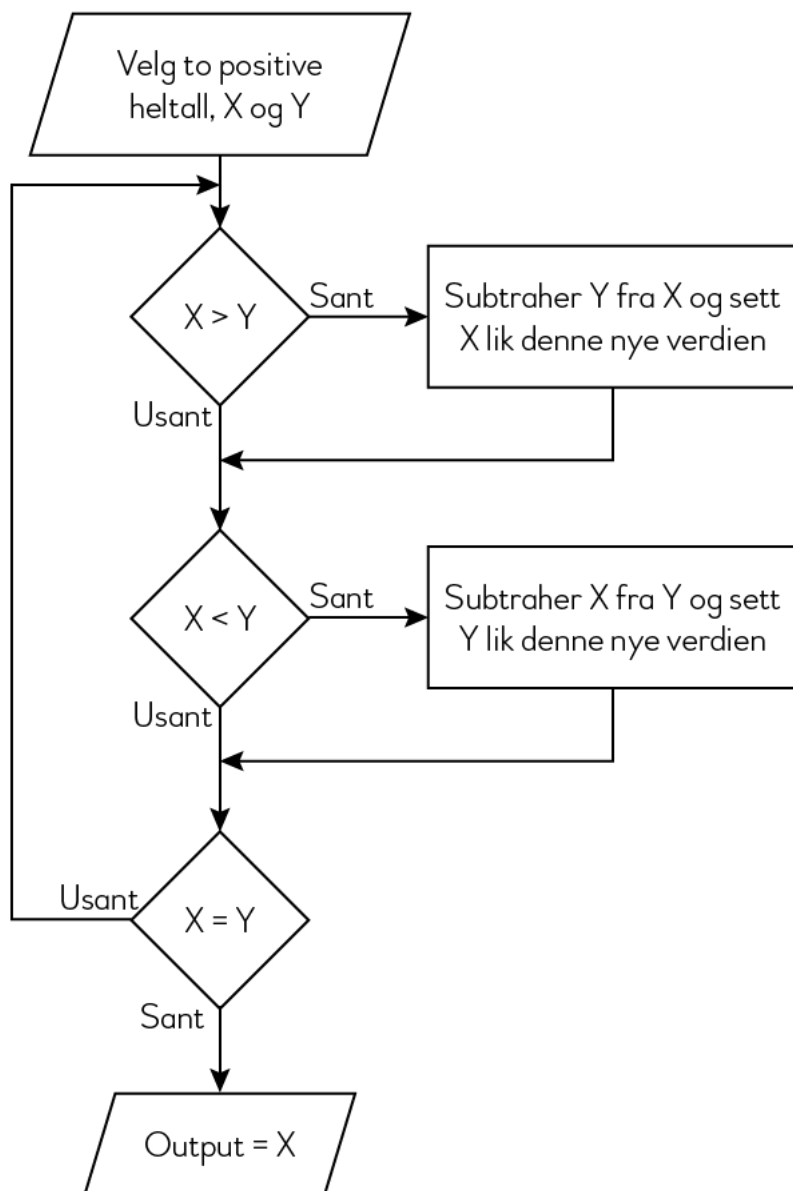 Velg to positive
heltall, X og Y
X > Y
Sant
Subtraher Y fra X og sett
X lik denne nye verdien
Usant
X < Y
Sant
Subtraher X fra Y og sett
Y lik denne nye verdien
Usant
Usant
X = Y
Sant
Output = X